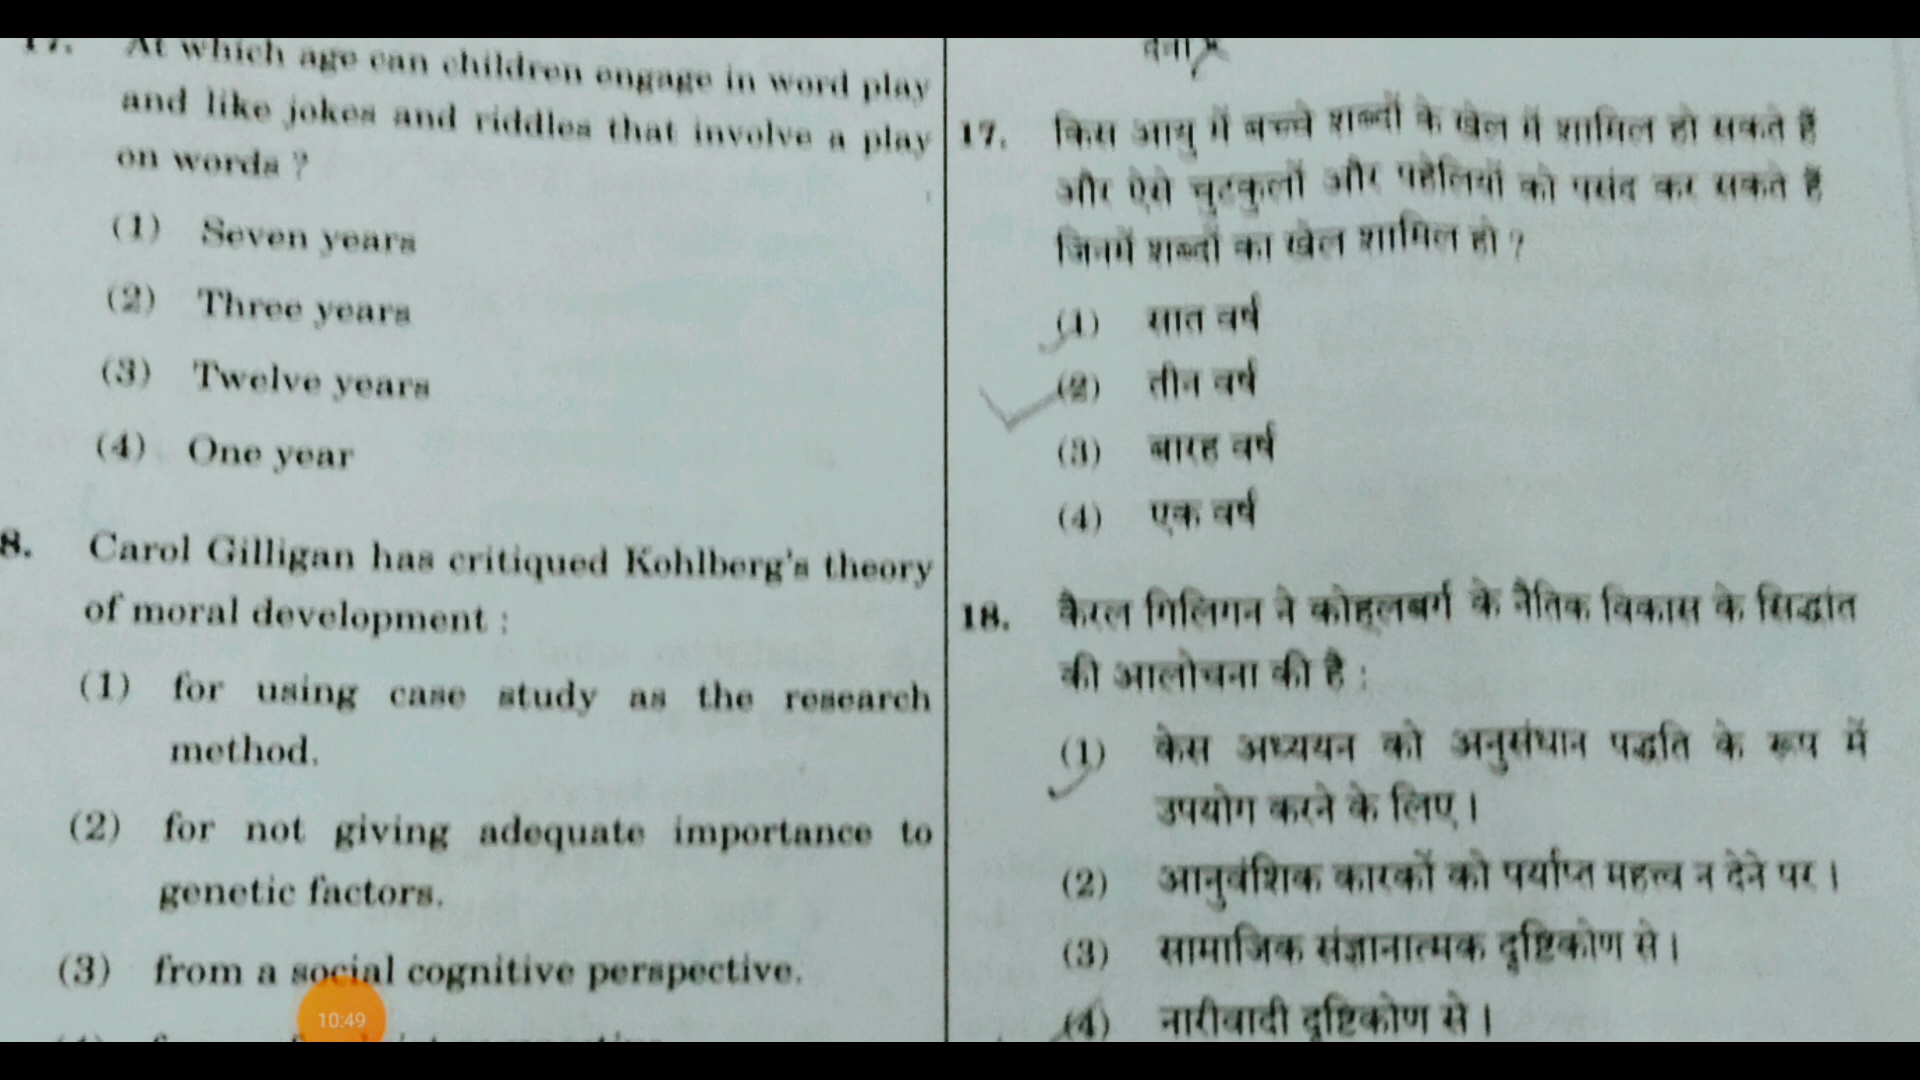 17. At which age can children engage in word play
and like jokes and riddles that involve a play
on words ?
(1) Seven years
(2) Three years
(3) Twelve years
(4) One year
8. Carol Gilligan has critiqued Kohlberg's theory
of moral development :
(1) for using case study as the research
method.
(2) for not giving adequate importance to
genetic factors.
(3) from a social cognitive perspective.
10:49
देना
17. किस आयु में बच्चे शब्दों के खेल में शामिल हो सकते हैं
और ऐसे चुटकुलों और पहेलियों को पसंद कर सकते हैं
जिनमें शब्दों का खेल शामिल हो ?
(1) सात वर्ष
(2) तीन वर्ष
(3) बारह वर्ष
(4) एक वर्ष
18. कैरल गिलिगन ने कोह्लबर्ग के नैतिक विकास के सिद्धांत
की आलोचना की है :
(1) केस अध्ययन को अनुसंधान पद्धति के रूप में
उपयोग करने के लिए ।
(2) आनुवंशिक कारकों को पर्याप्त महत्त्व न देने पर ।
(3) सामाजिक संज्ञानात्मक दृष्टिकोण से ।
(4) नारीवादी दृष्टिकोण से ।